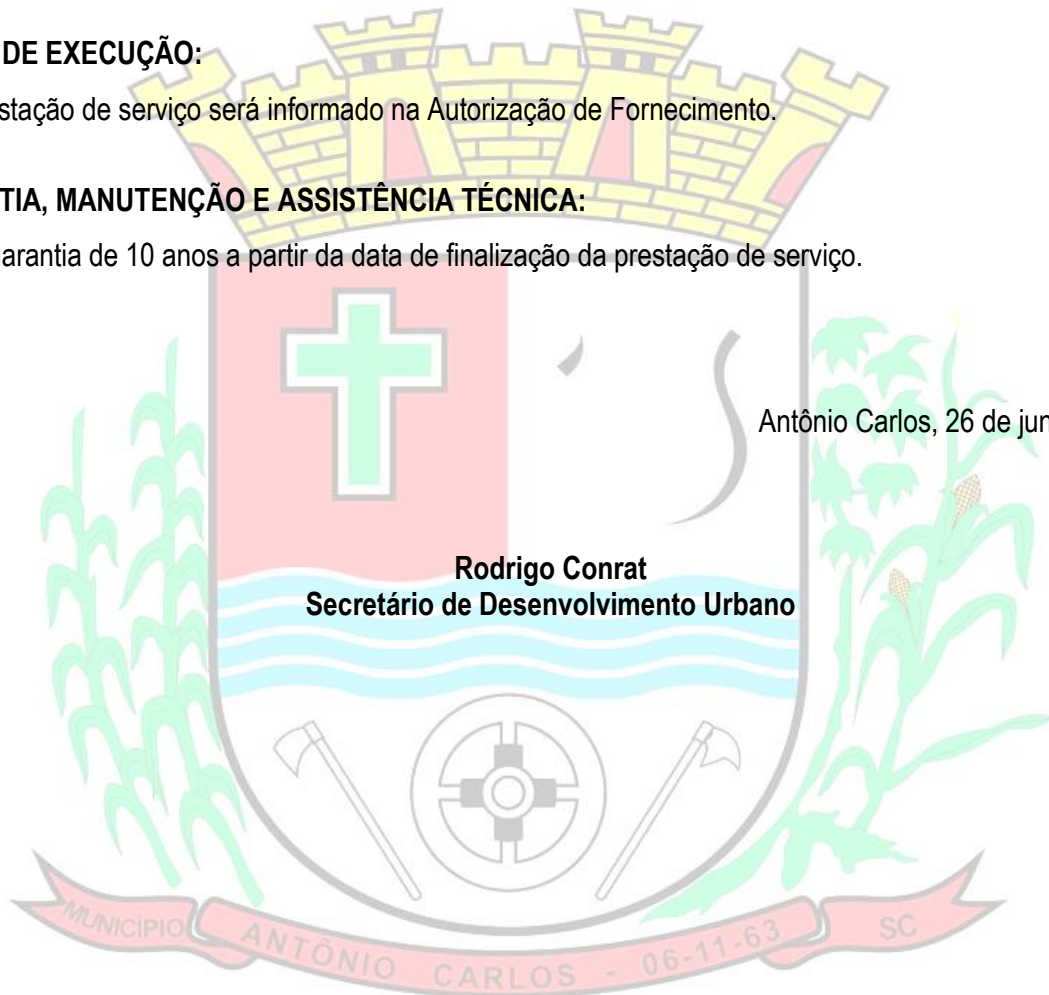 DE EXECUÇÃO:
stação de serviço será informado na Autorização de Fornecimento.
TIA, MANUTENÇÃO E ASSISTÊNCIA TÉCNICA:
arantia de 10 anos a partir da data de finalização da prestação de serviço.
Antônio Carlos, 26 de jun
Rodrigo Conrat
Secretário de Desenvolvimento Urbano
MUNICÍPIO ANTÔNIO CARLOS - 06-11-63 SC